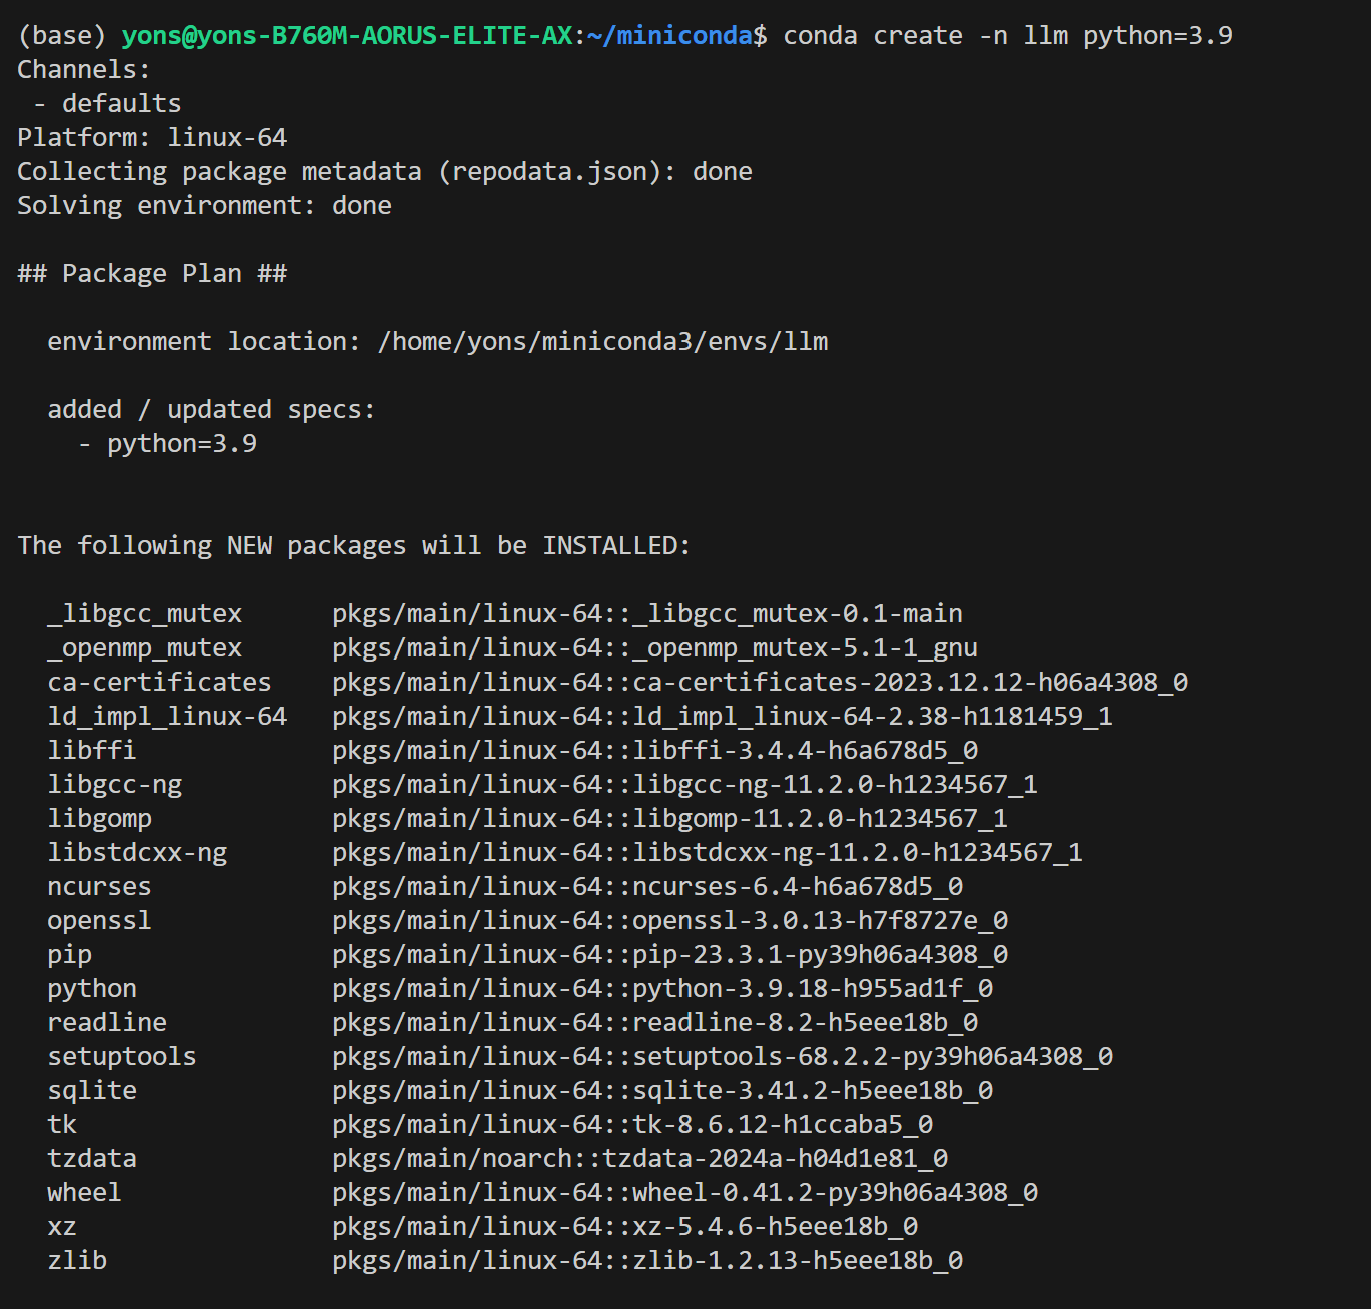 (base) yons@yons-B760M-AORUS-ELITE-AX:~/miniconda$ conda create -n llm python=3.9
Channels:
 - defaults
Platform: linux-64
Collecting package metadata (repodata.json): done
Solving environment: done

## Package Plan ##

  environment location: /home/yons/miniconda3/envs/llm

  added / updated specs:
    - python=3.9


The following NEW packages will be INSTALLED:

  _libgcc_mutex      pkgs/main/linux-64::_libgcc_mutex-0.1-main
  _openmp_mutex      pkgs/main/linux-64::_openmp_mutex-5.1-1_gnu
  ca-certificates    pkgs/main/linux-64::ca-certificates-2023.12.12-h06a4308_0
  ld_impl_linux-64   pkgs/main/linux-64::ld_impl_linux-64-2.38-h1181459_1
  libffi             pkgs/main/linux-64::libffi-3.4.4-h6a678d5_0
  libgcc-ng          pkgs/main/linux-64::libgcc-ng-11.2.0-h1234567_1
  libgomp            pkgs/main/linux-64::libgomp-11.2.0-h1234567_1
  libstdcxx-ng       pkgs/main/linux-64::libstdcxx-ng-11.2.0-h1234567_1
  ncurses            pkgs/main/linux-64::ncurses-6.4-h6a678d5_0
  openssl            pkgs/main/linux-64::openssl-3.0.13-h7f8727e_0
  pip                pkgs/main/linux-64::pip-23.3.1-py39h06a4308_0
  python             pkgs/main/linux-64::python-3.9.18-h955ad1f_0
  readline           pkgs/main/linux-64::readline-8.2-h5eee18b_0
  setuptools         pkgs/main/linux-64::setuptools-68.2.2-py39h06a4308_0
  sqlite             pkgs/main/linux-64::sqlite-3.41.2-h5eee18b_0
  tk                 pkgs/main/linux-64::tk-8.6.12-h1ccaba5_0
  tzdata             pkgs/main/noarch::tzdata-2024a-h04d1e81_0
  wheel              pkgs/main/linux-64::wheel-0.41.2-py39h06a4308_0
  xz                 pkgs/main/linux-64::xz-5.4.6-h5eee18b_0
  zlib               pkgs/main/linux-64::zlib-1.2.13-h5eee18b_0